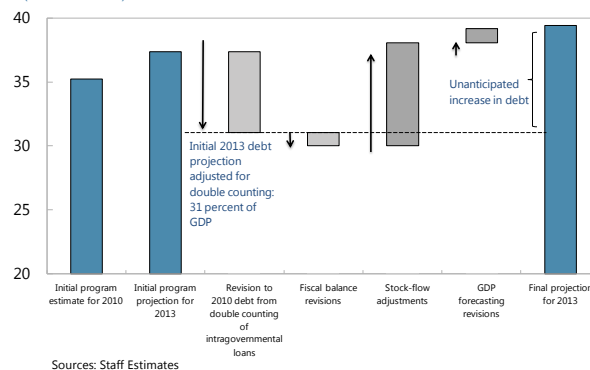 40
35
30
25
20
Initial 2013 debt
projection
adjusted for
double counting:
31 percent of
GDP
Unanticipated
increase in debt
Initial program
estimate for 2010
Initial program
projection for
2013
Revision to
2010 debt from
double counting
of
intragovernmental
loans
Fiscal balance
revisions
Stock-flow
adjustments
GDP
forecasting
revisions
Final projection
for 2013
Sources: Staff Estimates